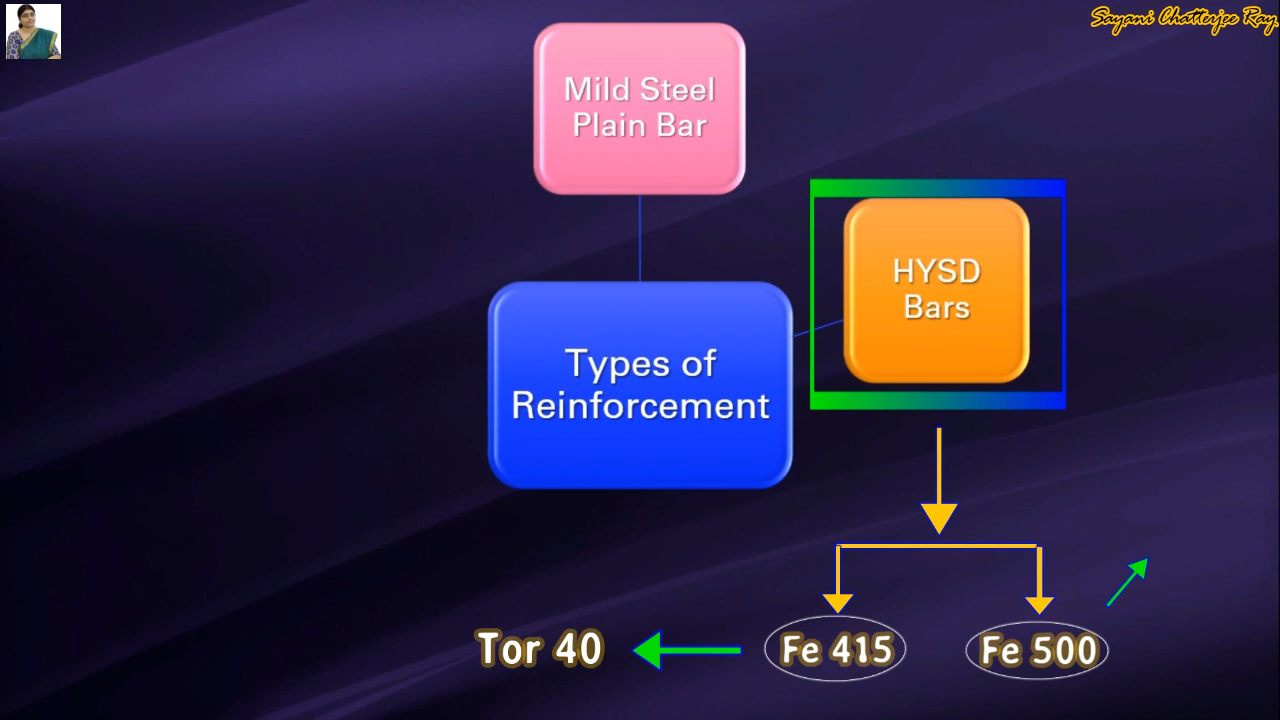 Sayani Chatterjee Ray
Mild Steel
Plain Bar
HYSD
Bars
Types of
Reinforcement
Tor 40
Fe 415
Fe 500